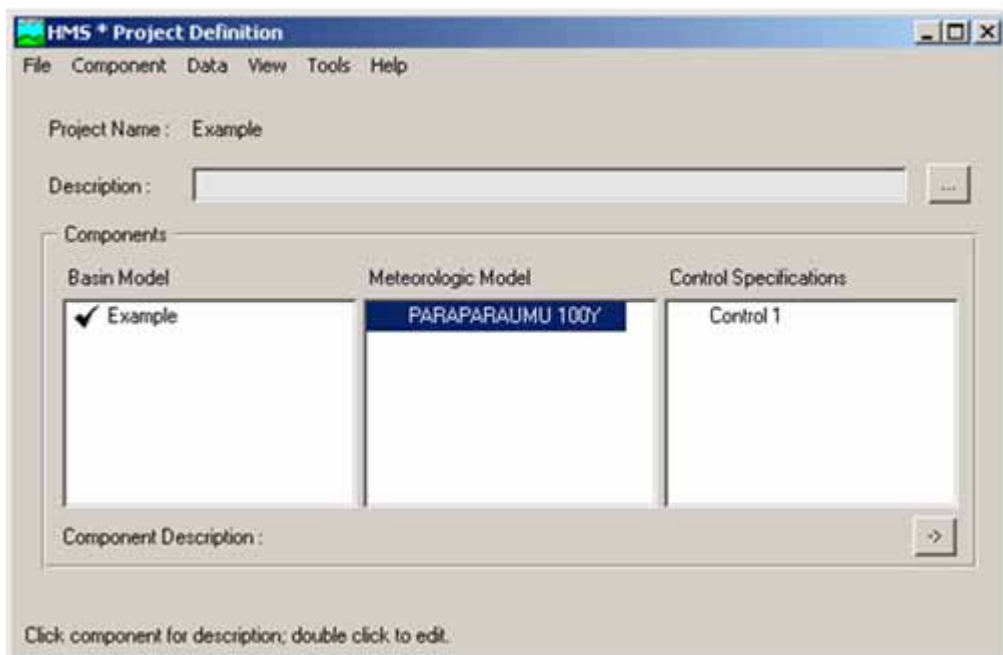 HMS * Project Definition
File Component Data View Tools Help
Project Name : Example
Description :
...
Components
Basin Model Meteorologic Model Control Specifications
Example PARAPARAUMU 100Y Control 1
Component Description :
->
Click component for description; double click to edit.